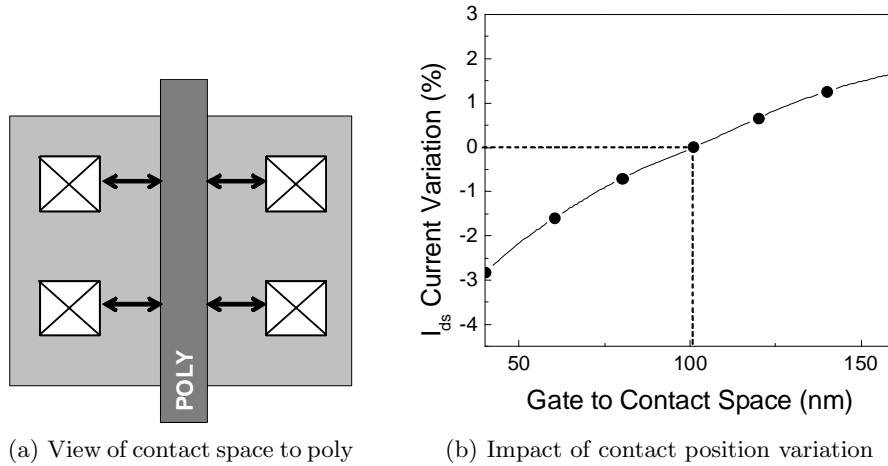 POLY
3
2
1
0
-1
-2
-3
-4
I_ds Current Variation (%)
50
100
150
Gate to Contact Space (nm)
(a) View of contact space to poly
(b) Impact of contact position variation